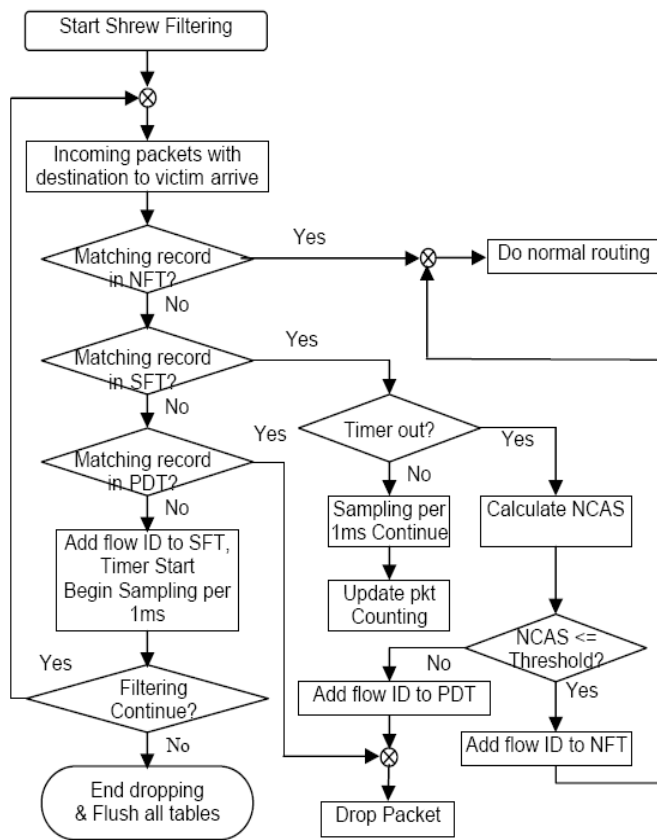 Start Shrew Filtering
Incoming packets with
destination to victim arrive
Matching record
in NFT?
Yes
Do normal routing
No
Matching record
in SFT?
Yes
No
Timer out?
Yes
Matching record
in PDT?
Yes
No
No
Sampling per
1ms Continue
Calculate NCAS
Add flow ID to SFT,
Timer Start
Begin Sampling per
1ms
Update pkt
Counting
NCAS <=
Threshold?
No
Yes
Yes
Filtering
Continue?
No
Add flow ID to PDT
Add flow ID to NFT
End dropping
& Flush all tables
Drop Packet